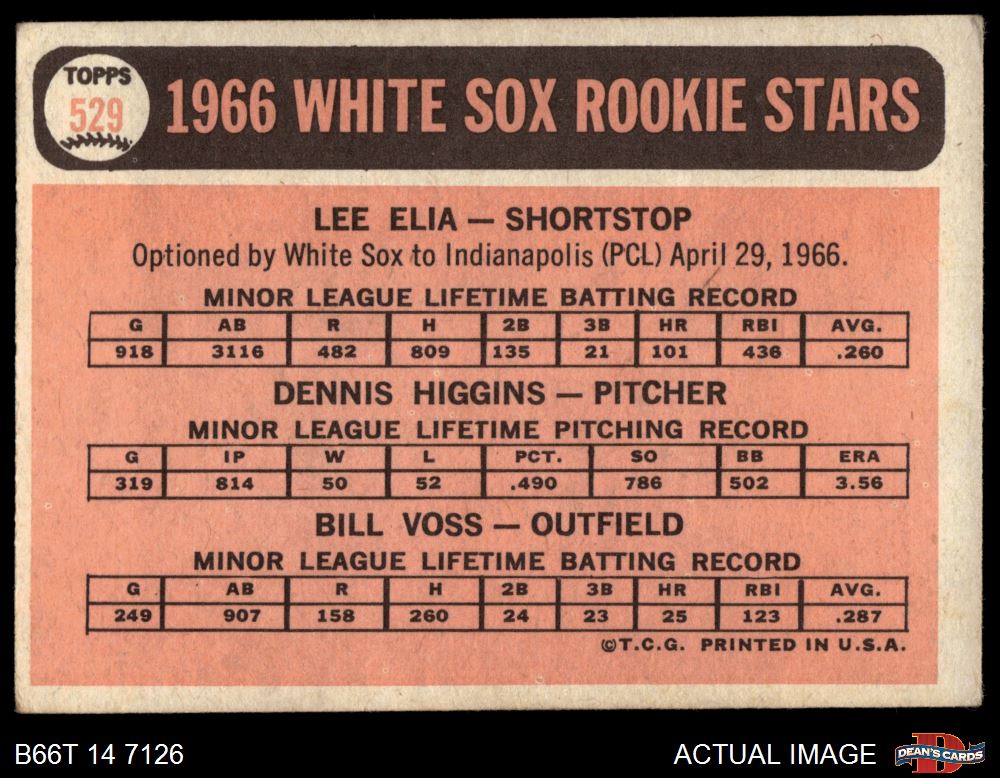 TOPPS
529
1966 WHITE SOX ROOKIE STARS
LEE ELIA — SHORTSTOP
Optioned by White Sox to Indianapolis (PCL) April 29, 1966.
MINOR LEAGUE LIFETIME BATTING RECORD
G AB R H 2B 3B HR RBI AVG.
918 3116 482 809 135 21 101 436 .260
DENNIS HIGGINS — PITCHER
MINOR LEAGUE LIFETIME PITCHING RECORD
G IP W L PCT. SO BB ERA
319 814 50 52 .490 786 502 3.56
BILL VOSS — OUTFIELD
MINOR LEAGUE LIFETIME BATTING RECORD
G AB R H 2B 3B HR RBI AVG.
249 907 158 260 24 23 25 123 .287
©T.C.G. PRINTED IN U.S.A.
B66T 14 7126 ACTUAL IMAGE
D
DEAN'S CARDS